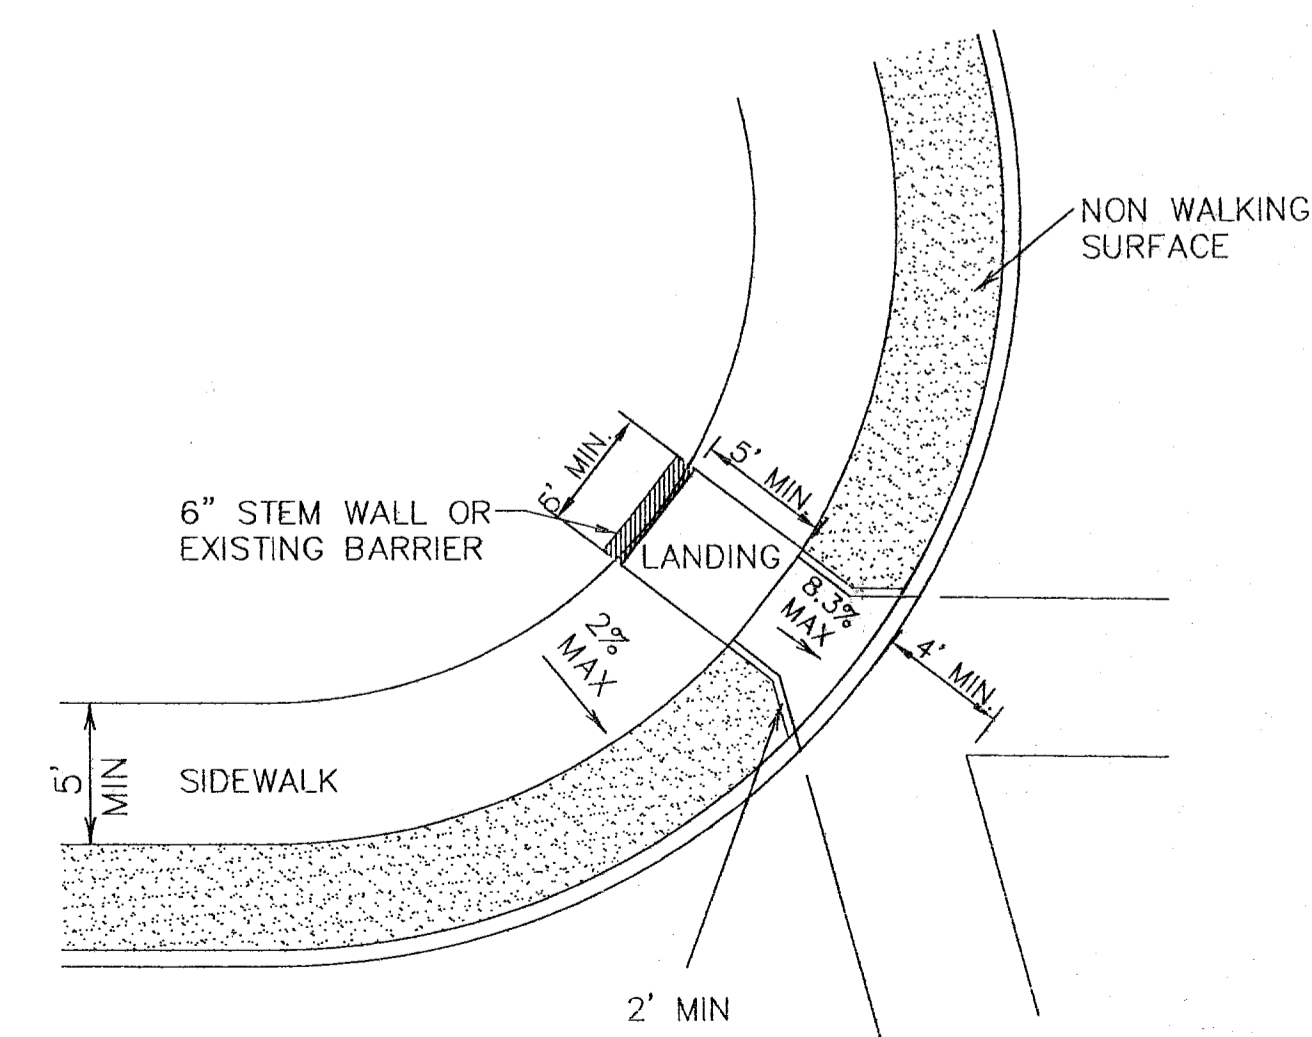 NON WALKING
SURFACE
5' MIN.
5' MIN.
6" STEM WALL OR
EXISTING BARRIER
LANDING
8.3%
MAX
2%
MAX
4' MIN.
5'
MIN
SIDEWALK
2' MIN